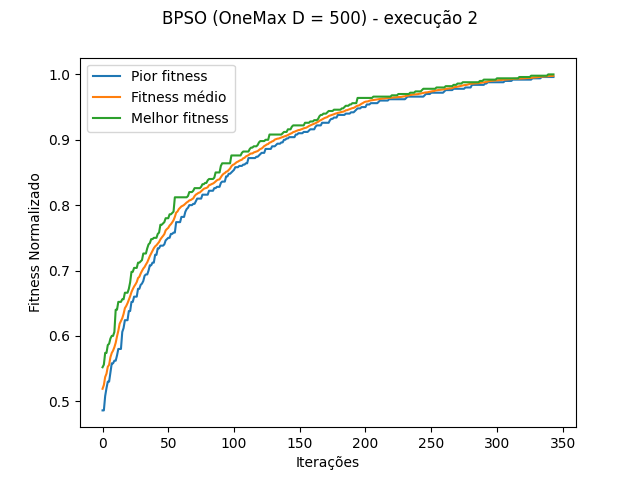 BPSO (OneMax D = 500) - execução 2
Pior fitness
Fitness médio
Melhor fitness
Fitness Normalizado
1.0
0.9
0.8
0.7
0.6
0.5
0 50 100 150 200 250 300 350
Iterações